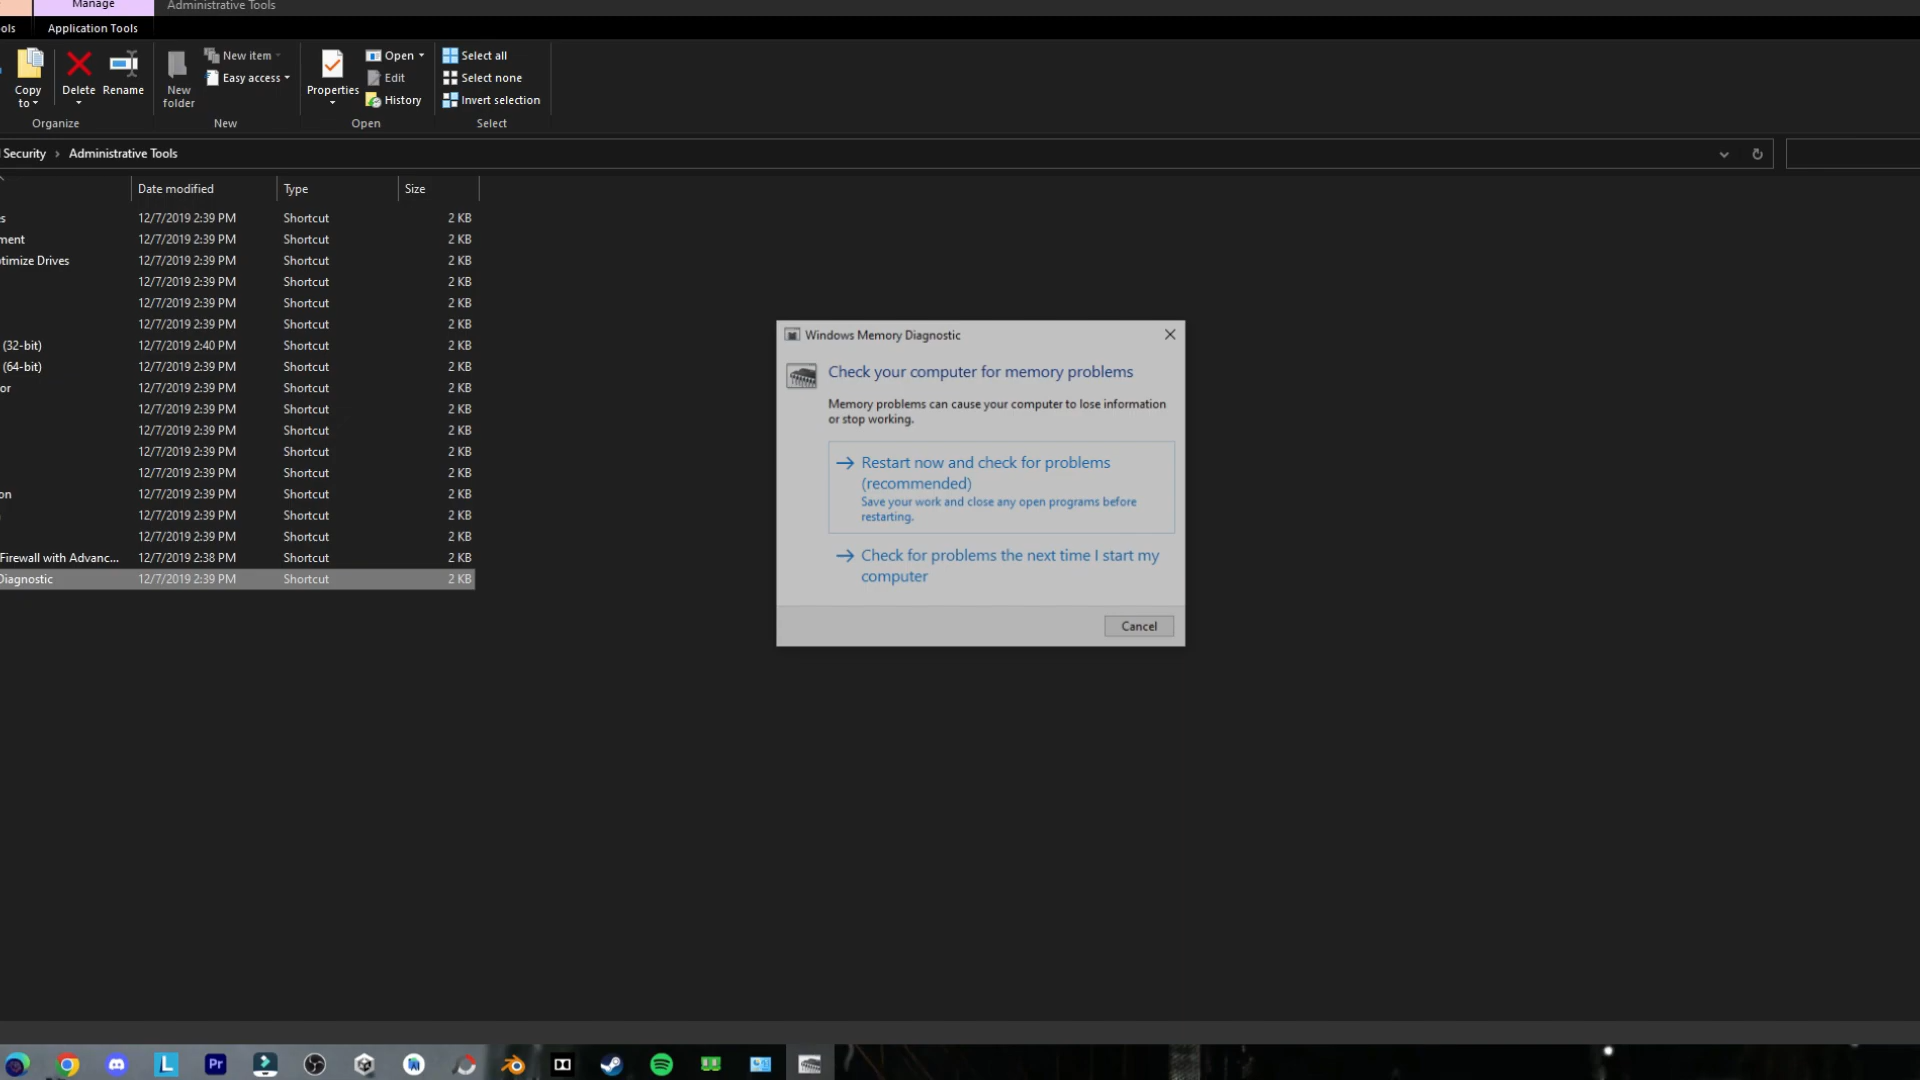 Manage
Administrative Tools
ols
Application Tools
Copy
to
Delete
Rename
New
folder
New item
Easy access
Properties
Open
Edit
History
Select all
Select none
Invert selection
Organize
New
Open
Select
Security › Administrative Tools
Date modified
Type
Size
s 12/7/2019 2:39 PM Shortcut 2 KB
ment 12/7/2019 2:39 PM Shortcut 2 KB
timize Drives 12/7/2019 2:39 PM Shortcut 2 KB
12/7/2019 2:39 PM Shortcut 2 KB
12/7/2019 2:39 PM Shortcut 2 KB
12/7/2019 2:39 PM Shortcut 2 KB
(32-bit) 12/7/2019 2:40 PM Shortcut 2 KB
(64-bit) 12/7/2019 2:39 PM Shortcut 2 KB
or 12/7/2019 2:39 PM Shortcut 2 KB
12/7/2019 2:39 PM Shortcut 2 KB
12/7/2019 2:39 PM Shortcut 2 KB
12/7/2019 2:39 PM Shortcut 2 KB
12/7/2019 2:39 PM Shortcut 2 KB
on 12/7/2019 2:39 PM Shortcut 2 KB
12/7/2019 2:39 PM Shortcut 2 KB
12/7/2019 2:39 PM Shortcut 2 KB
Firewall with Advanc... 12/7/2019 2:38 PM Shortcut 2 KB
Diagnostic 12/7/2019 2:39 PM Shortcut 2 KB
Windows Memory Diagnostic
Check your computer for memory problems
Memory problems can cause your computer to lose information
or stop working.
Restart now and check for problems
(recommended)
Save your work and close any open programs before
restarting.
Check for problems the next time I start my
computer
Cancel
L
Pr